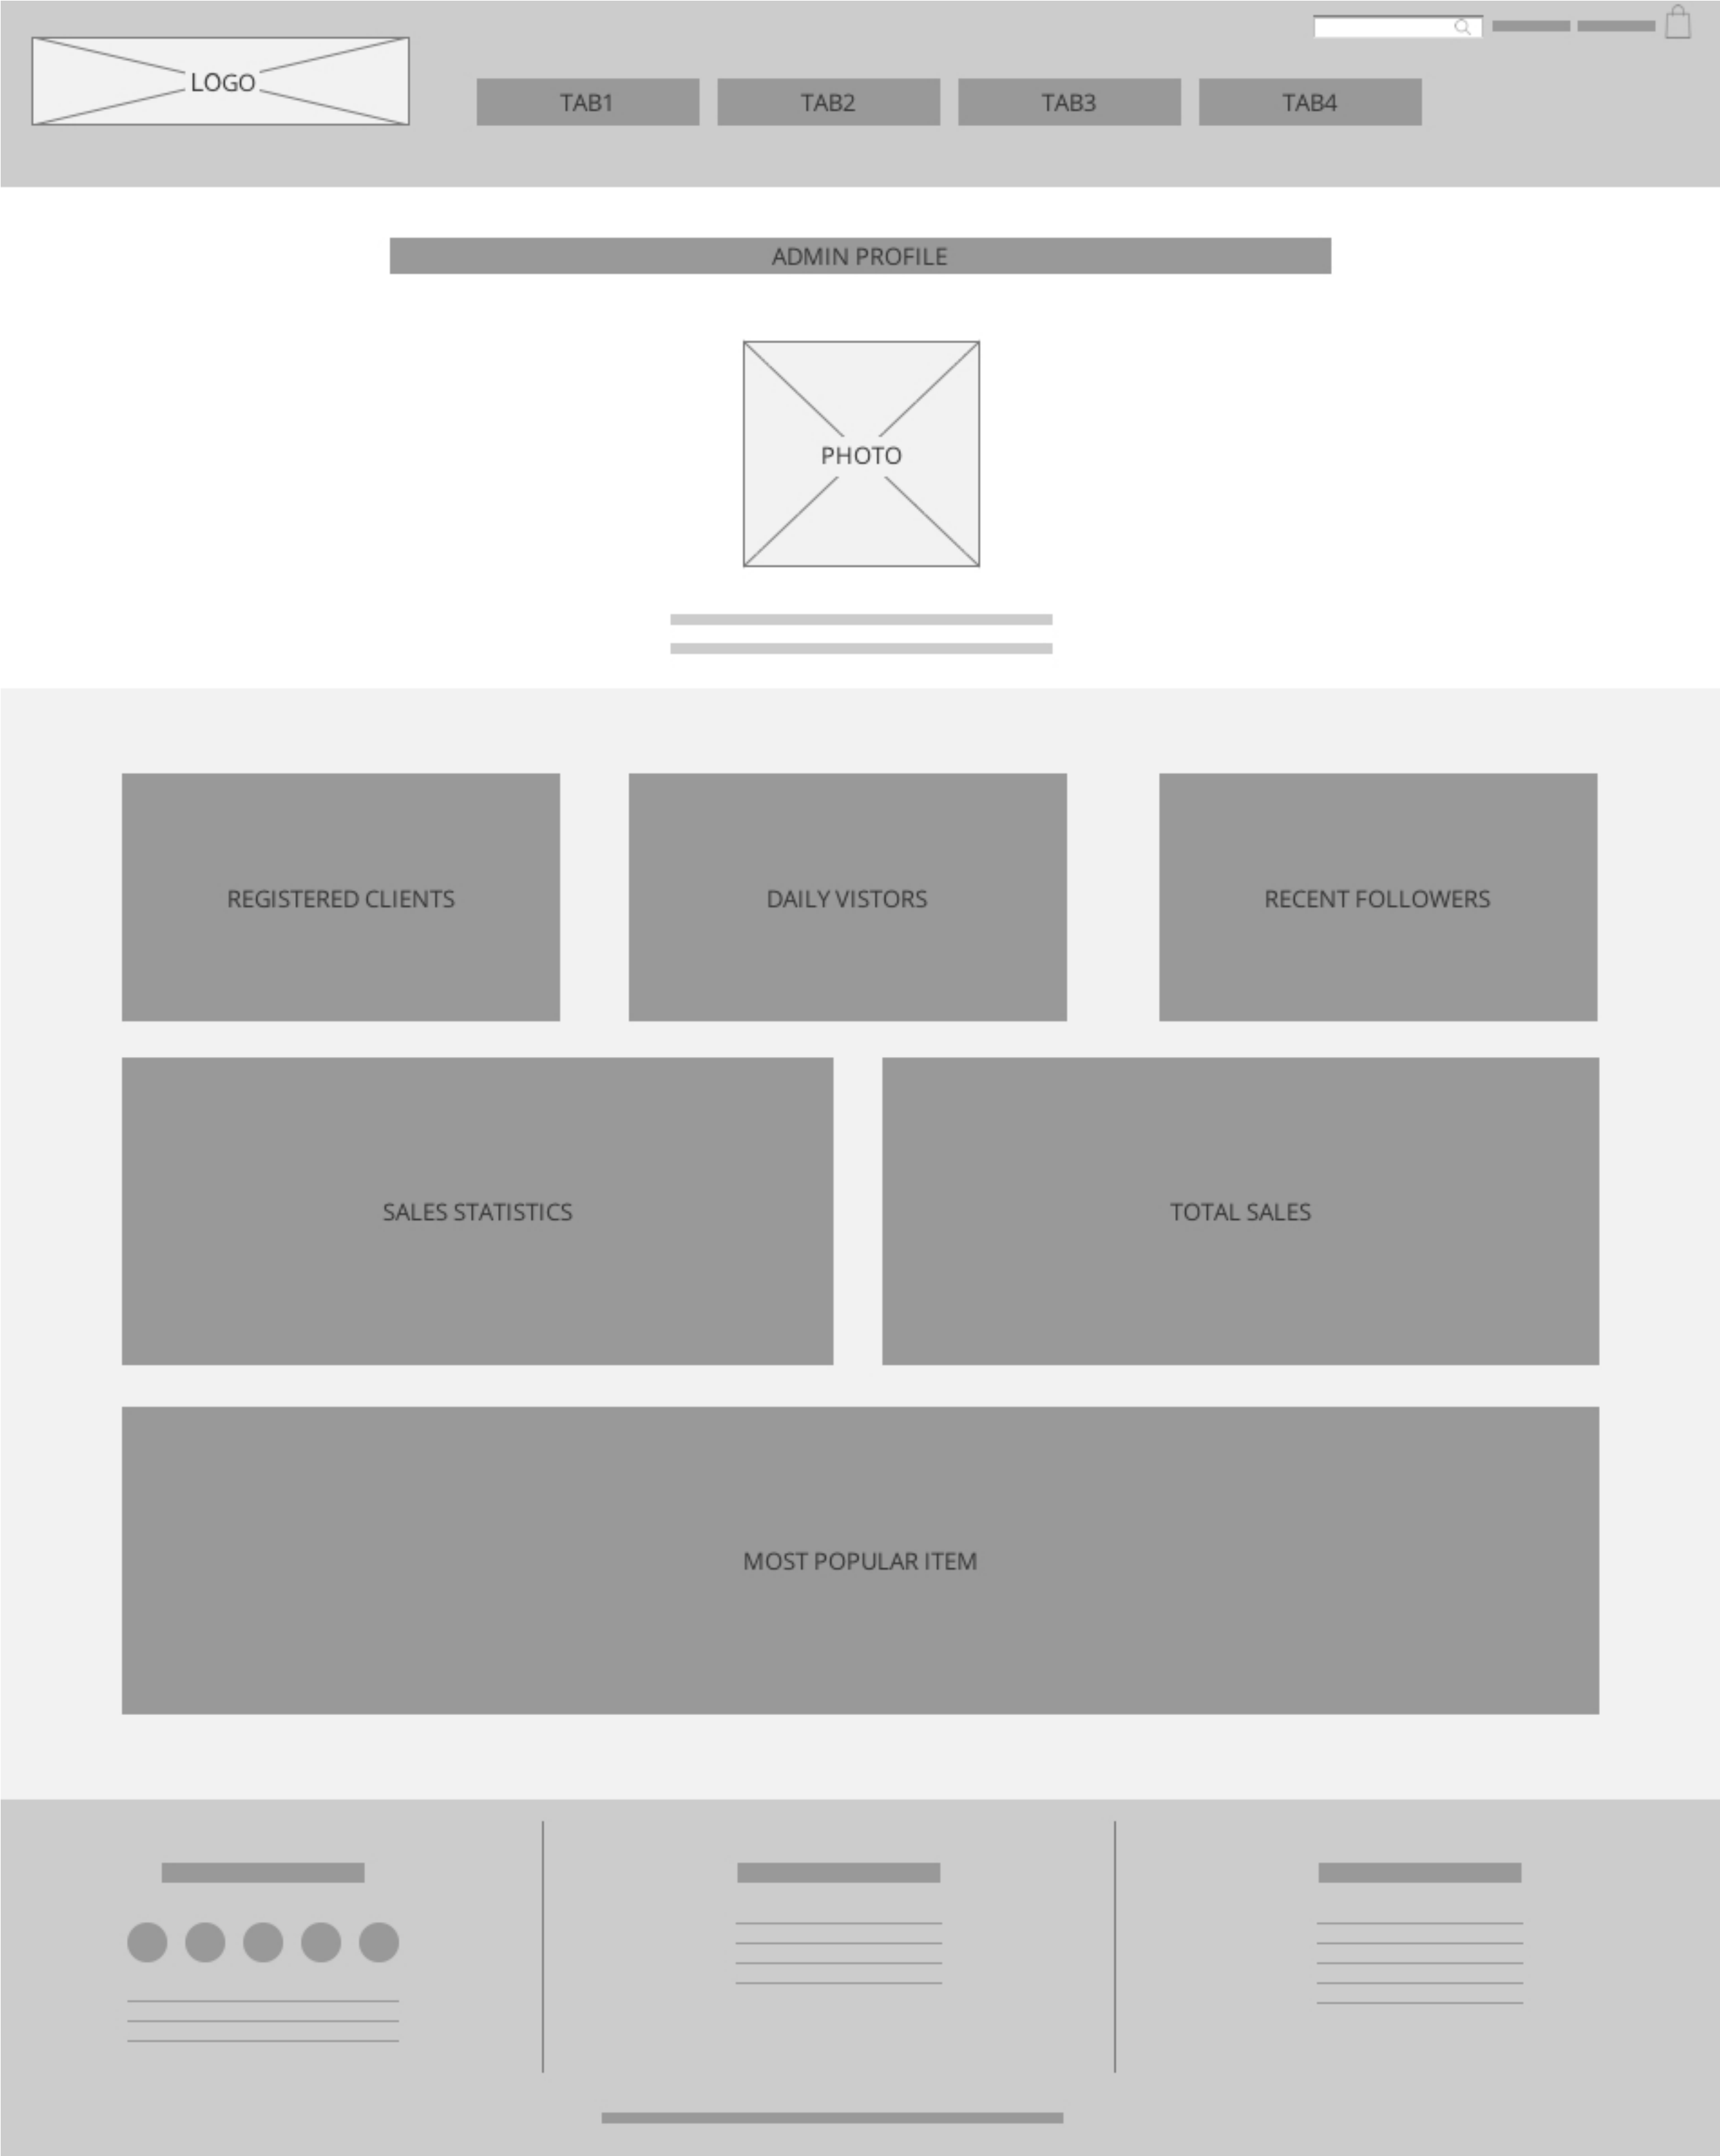 LOGO
TAB1
TAB2
TAB3
TAB4
ADMIN PROFILE
PHOTO
REGISTERED CLIENTS
DAILY VISTORS
RECENT FOLLOWERS
SALES STATISTICS
TOTAL SALES
MOST POPULAR ITEM